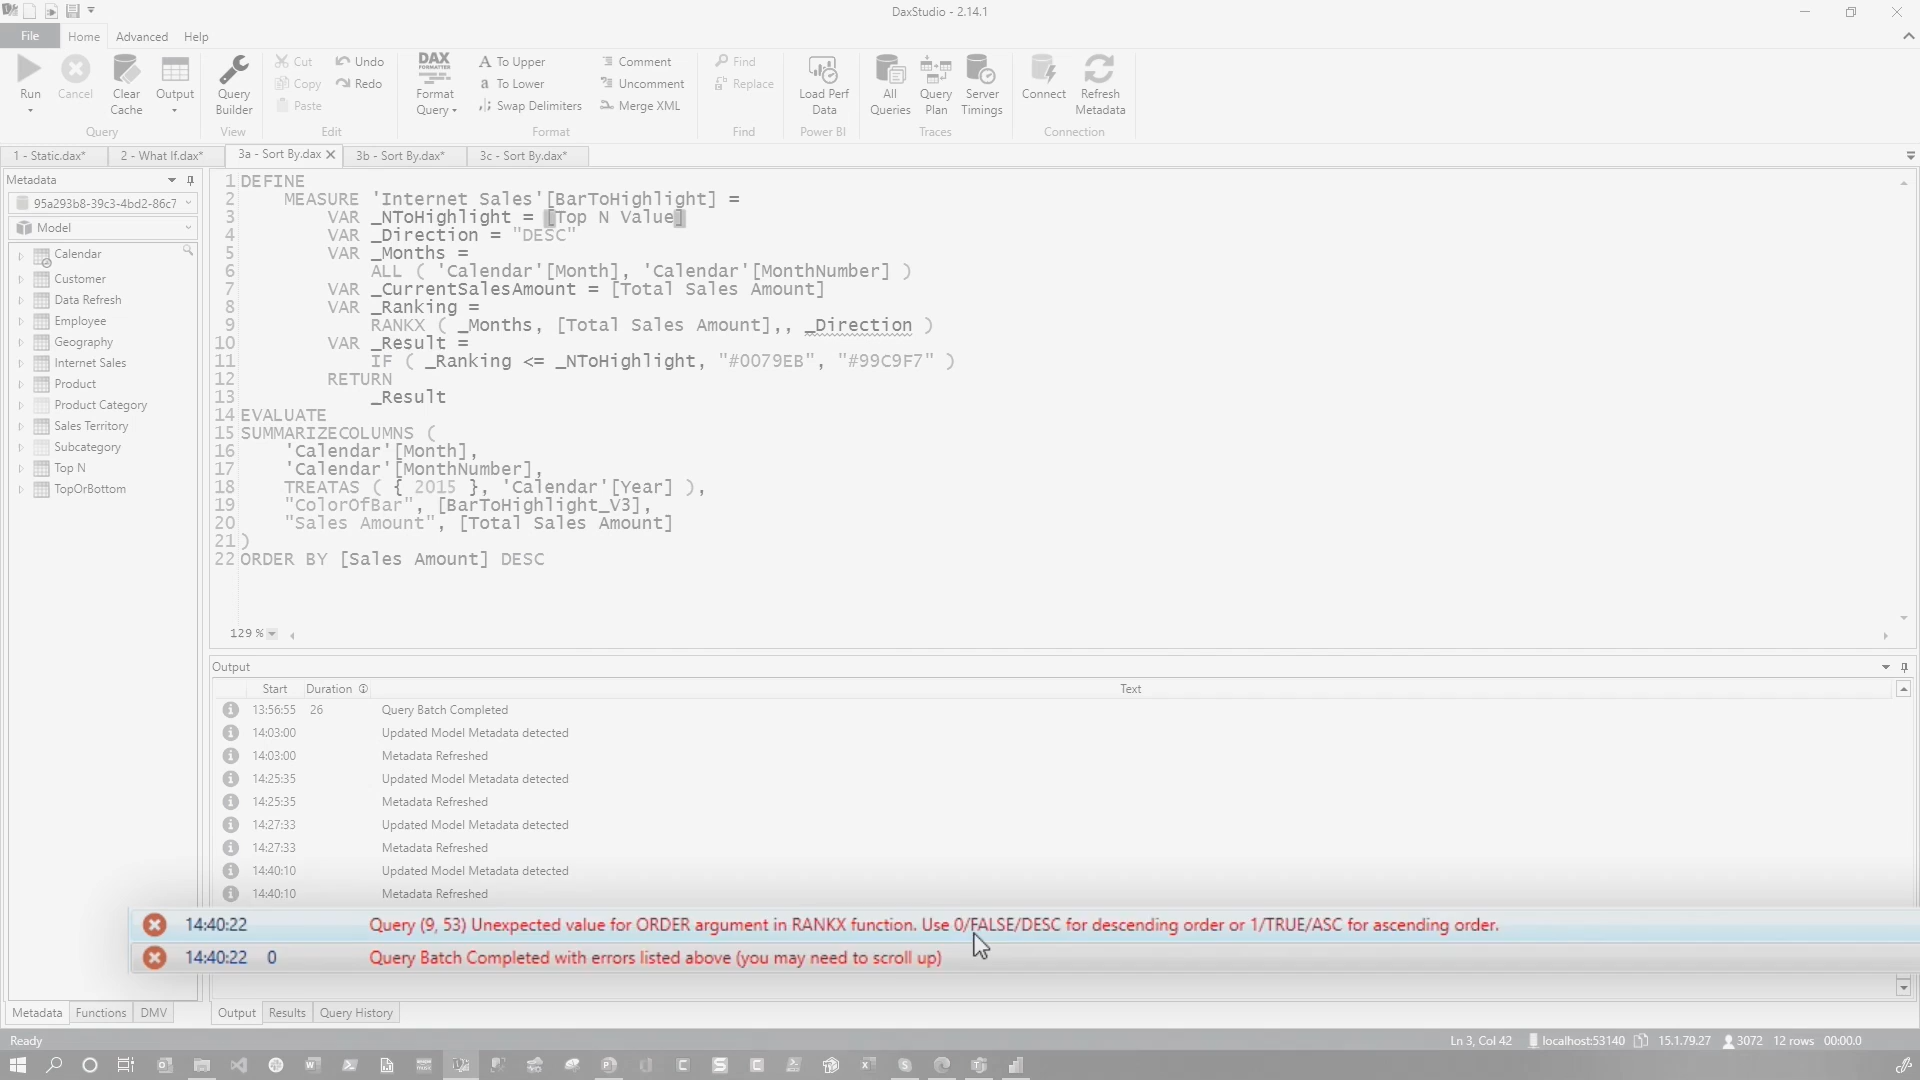 DaxStudio - 2.14.1
File Home Advanced Help
Run
Cancel
Clear Cache
Output
Query
Query Builder
View
Cut
Copy
Paste
Undo
Redo
Edit
DAX FORMATTER
Format Query
To Upper
To Lower
Swap Delimiters
Comment
Uncomment
Merge XML
Format
Find
Replace
Find
Load Perf Data
Power BI
All Queries
Query Plan
Server Timings
Traces
Connect
Refresh Metadata
Connection
1 - Static.dax* 2 - What If.dax* 3a - Sort By.dax 3b - Sort By.dax* 3c - Sort By.dax*
Metadata
95a293b8-39c3-4bd2-86c7
Model
Calendar
Customer
Data Refresh
Employee
Geography
Internet Sales
Product
Product Category
Sales Territory
Subcategory
Top N
TopOrBottom
1 DEFINE
2 MEASURE 'Internet Sales'[BarToHighlight] =
3 VAR _NToHighlight = [Top N Value]
4 VAR _Direction = "DESC"
5 VAR _Months =
6 ALL ( 'Calendar'[Month], 'Calendar'[MonthNumber] )
7 VAR _CurrentSalesAmount = [Total Sales Amount]
8 VAR _Ranking =
9 RANKX ( _Months, [Total Sales Amount],, _Direction )
10 VAR _Result =
11 IF ( _Ranking <= _NToHighlight, "#0079EB", "#99C9F7" )
12 RETURN
13 _Result
14 EVALUATE
15 SUMMARIZECOLUMNS (
16 'Calendar'[Month],
17 'Calendar'[MonthNumber],
18 TREATAS ( { 2015 }, 'Calendar'[Year] ),
19 "ColorOfBar", [BarToHighlight_V3],
20 "Sales Amount", [Total Sales Amount]
21 )
22 ORDER BY [Sales Amount] DESC
129 %
Output
Start Duration Text
13:56:55 26 Query Batch Completed
14:03:00 Updated Model Metadata detected
14:03:00 Metadata Refreshed
14:25:35 Updated Model Metadata detected
14:25:35 Metadata Refreshed
14:27:33 Updated Model Metadata detected
14:27:33 Metadata Refreshed
14:40:10 Updated Model Metadata detected
14:40:10 Metadata Refreshed
14:40:22 Query (9, 53) Unexpected value for ORDER argument in RANKX function. Use 0/FALSE/DESC for descending order or 1/TRUE/ASC for ascending order.
14:40:22 0 Query Batch Completed with errors listed above (you may need to scroll up)
Metadata Functions DMV Output Results Query History
Ready Ln 3, Col 42 localhost:53140 15.1.79.27 3072 12 rows 00:00.0